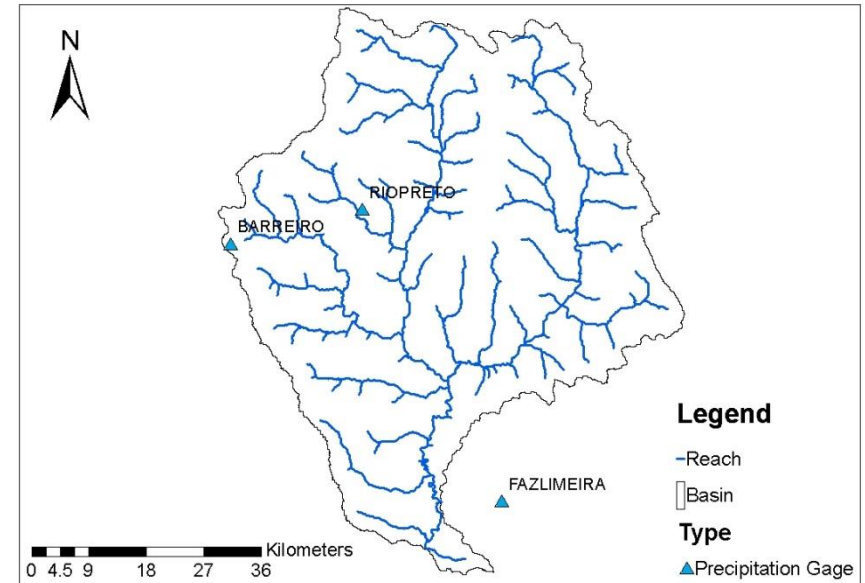 N
RIOPRETO
BARREIRO
FAZLIMEIRA
Legend
Reach
Basin
Type
Precipitation Gage
Kilometers
0 4.5 9 18 27 36